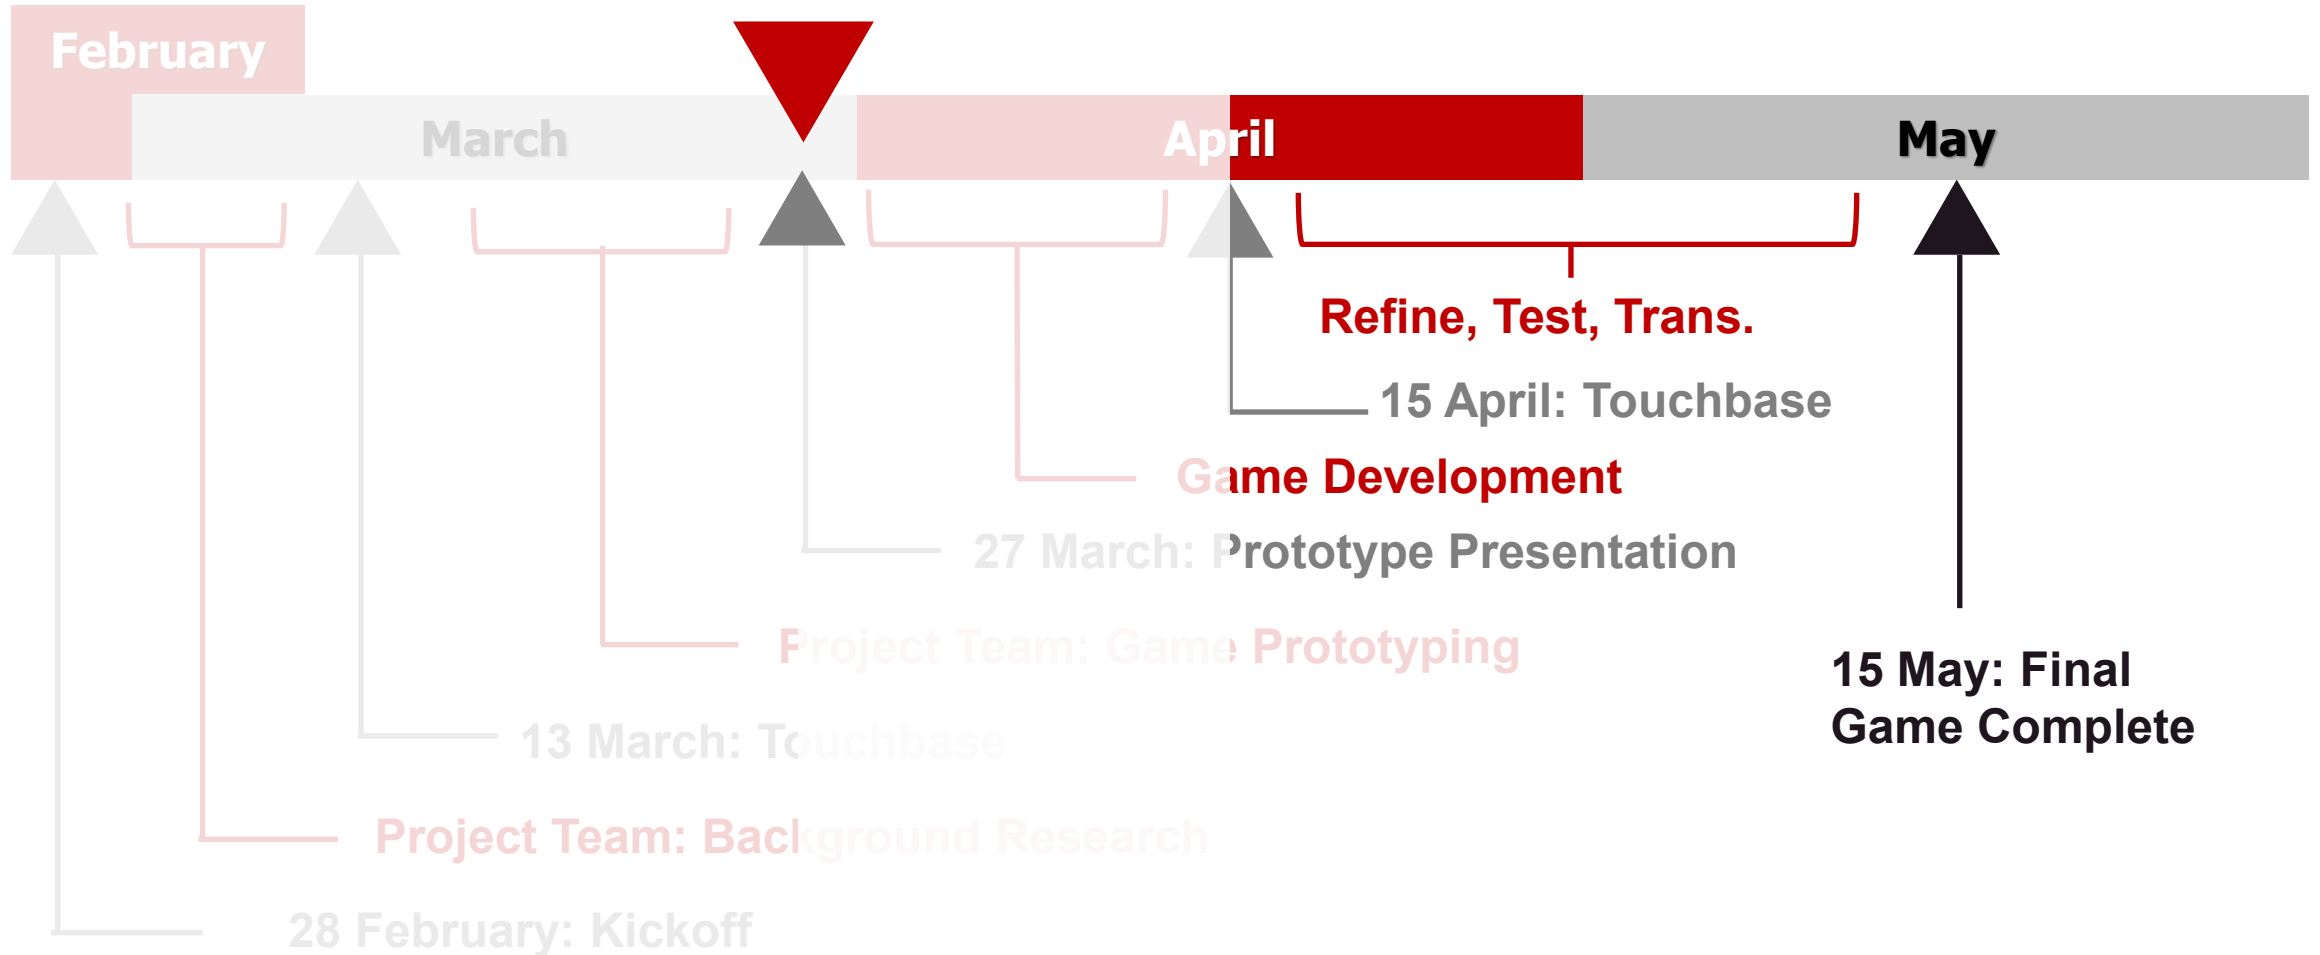 February
March
April
May
Refine, Test, Trans.
15 April: Touchbase
Game Development
27 March: Prototype Presentation
Project Team: Game Prototyping
15 May: Final
Game Complete
13 March: Touchbase
Project Team: Background Research
28 February: Kickoff